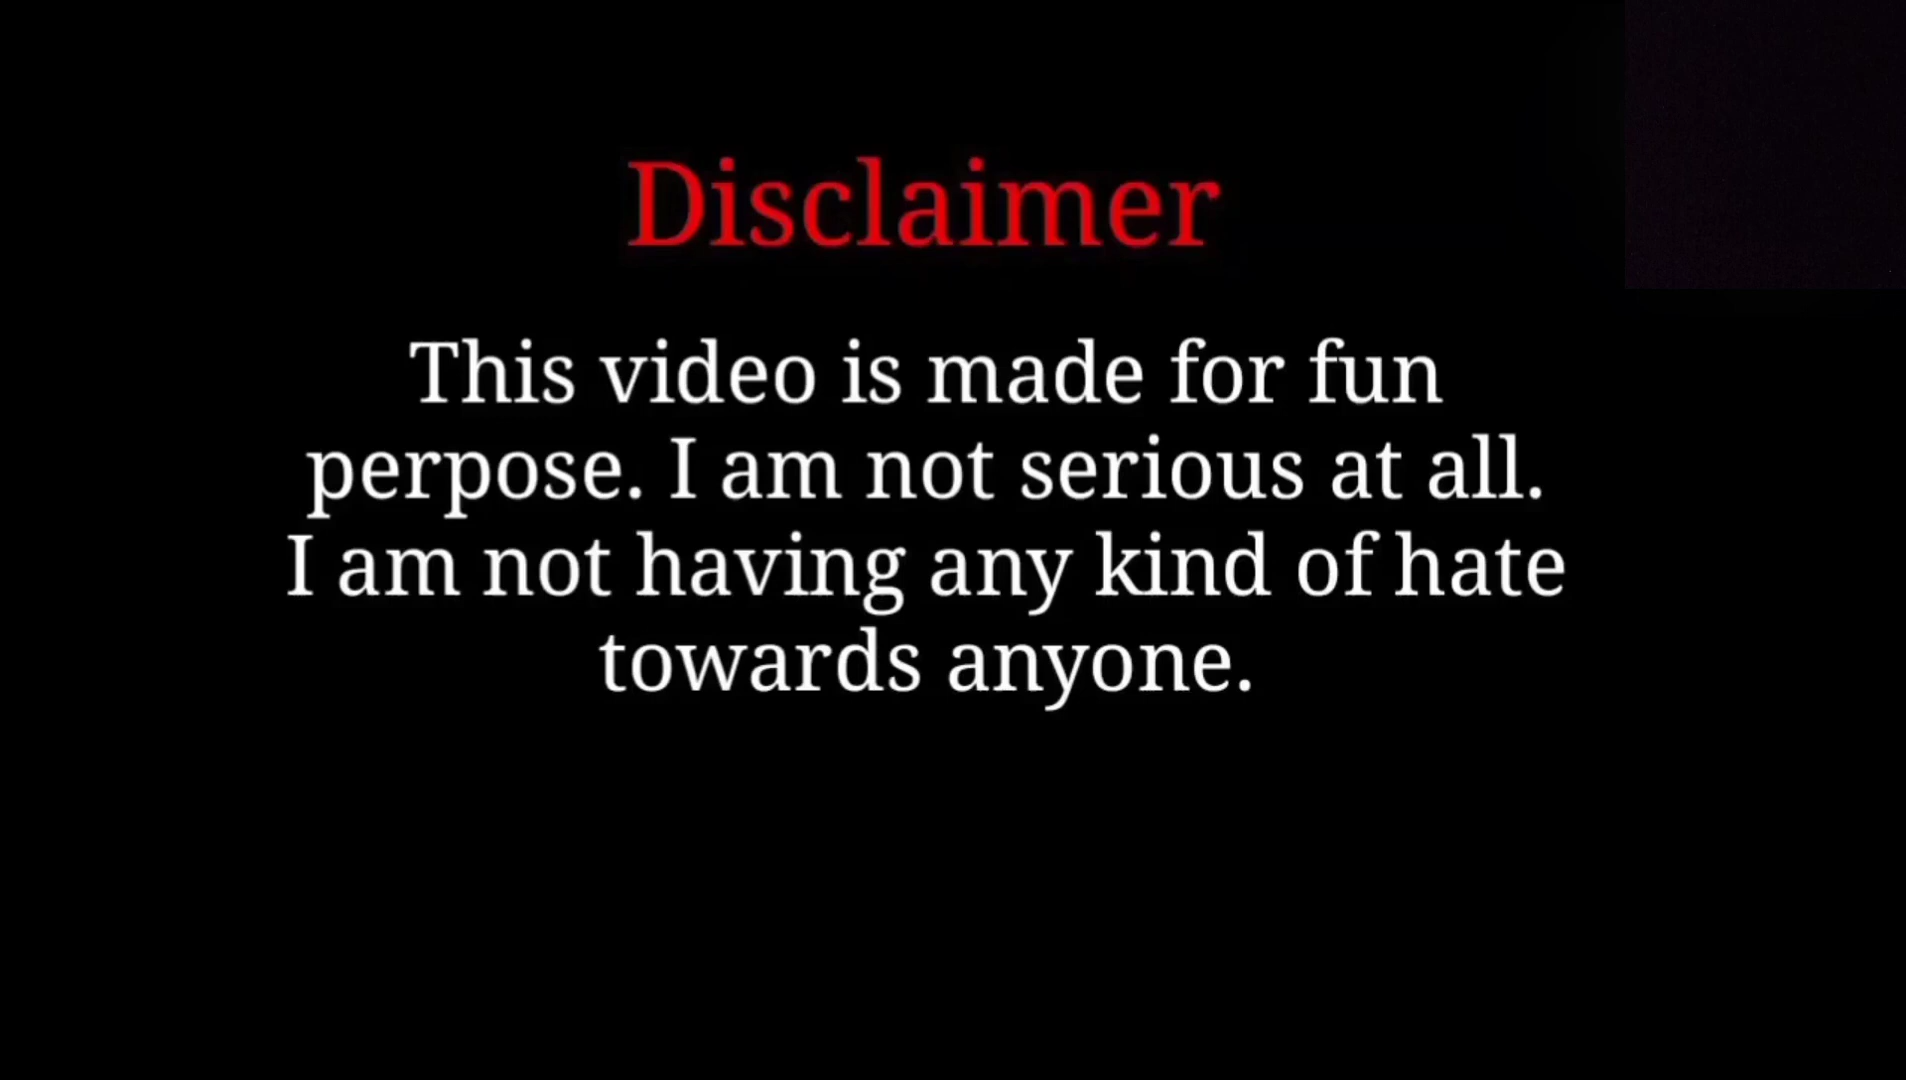 Disclaimer
This video is made for fun
perpose. I am not serious at all.
I am not having any kind of hate
towards anyone.